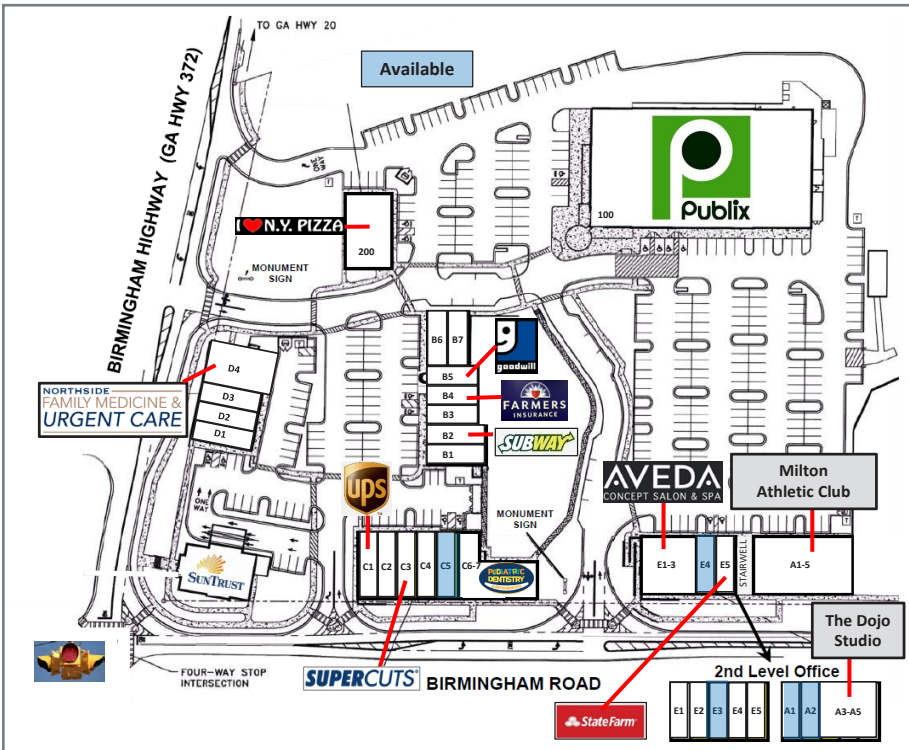 TO GA HWY 20
Available
BIRMINGHAM HIGHWAY (GA HWY 372)
ONE
WAY
P
Publix
100
I ❤ N.Y. PIZZA
200
MONUMENT
SIGN
B6
B7
goodwill
B5
B4
FARMERS
INSURANCE
B3
B2
SUBWAY
B1
D4
D3
D2
D1
NORTHSIDE
FAMILY MEDICINE &
URGENT CARE
ONE
WAY
SUNTRUST
ups
C1
C2
C3
C4
C5
C6-7
PEDIATRIC
DENTISTRY
MONUMENT
SIGN
AVEDA
CONCEPT SALON & SPA
Milton
Athletic Club
E1-3
E4
E5
STAIRWELL
A1-5
The Dojo
Studio
FOUR-WAY STOP
INTERSECTION
SUPERCUTS®
BIRMINGHAM ROAD
2nd Level Office
StateFarm
E1
E2
E3
E4
E5
A1
A2
A3-A5